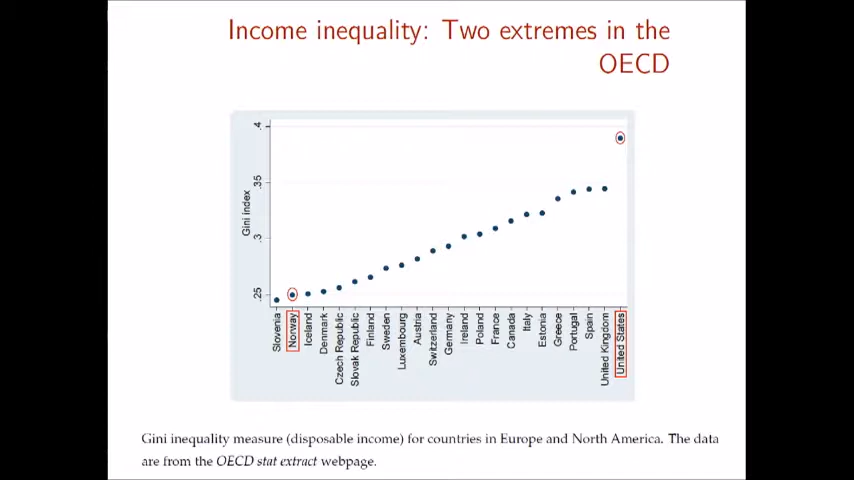 Income inequality: Two extremes in the
OECD
.4
.35
.3
.25
Gini index
Slovenia
Norway
Iceland
Denmark
Czech Republic
Slovak Republic
Finland
Sweden
Luxembourg
Austria
Switzerland
Germany
Ireland
Poland
France
Canada
Italy
Estonia
Greece
Portugal
Spain
United Kingdom
United States
Gini inequality measure (disposable income) for countries in Europe and North America. The data
are from the OECD stat extract webpage.